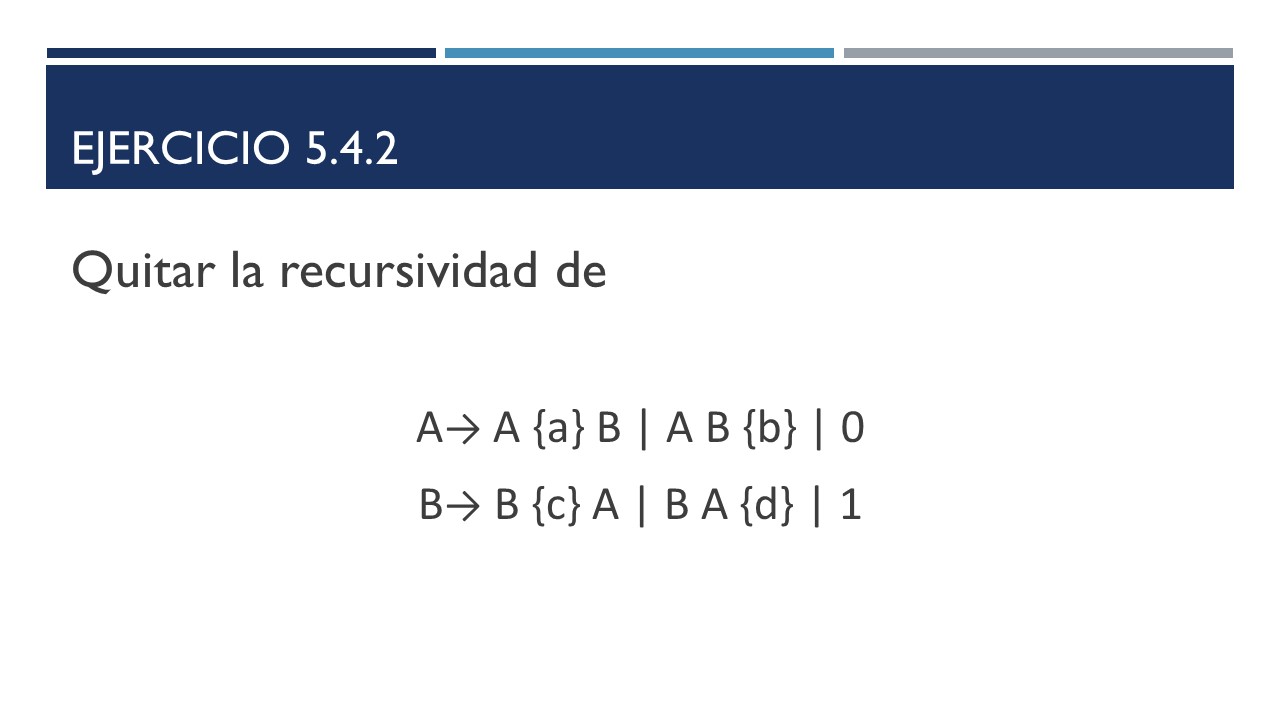 EJERCICIO 5.4.2
Quitar la recursividad de
A→ A {a} B | A B {b} | 0
B→ B {c} A | B A {d} | 1